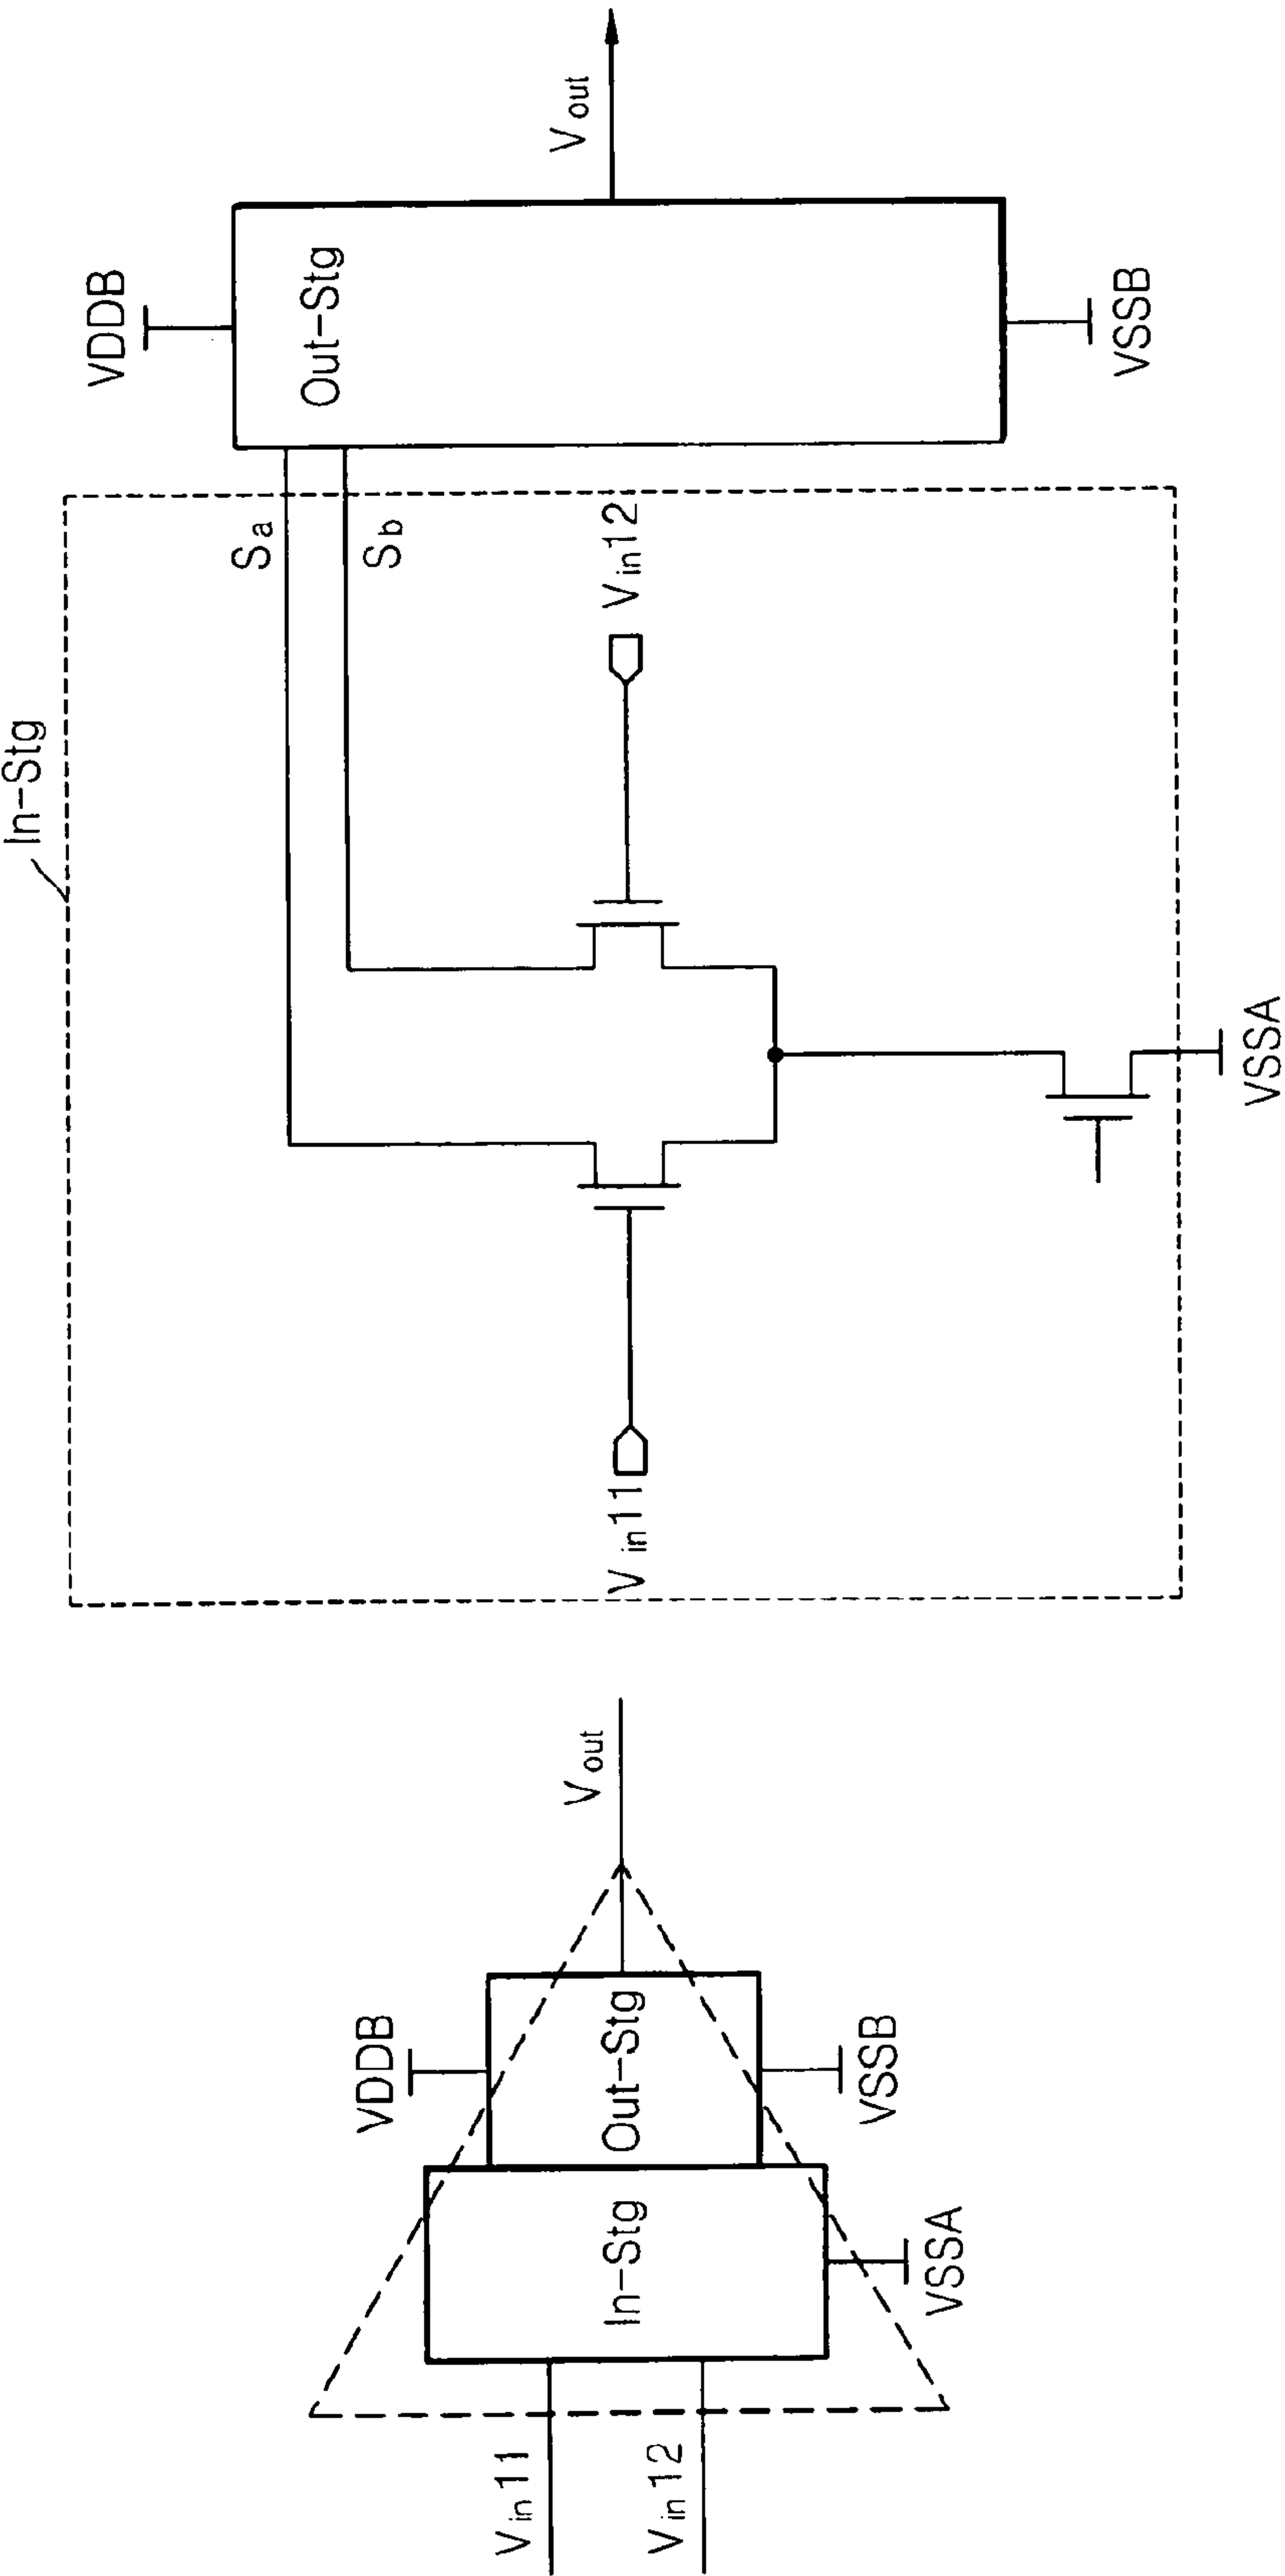 Vin11
Vin12
In-Stg
VSSA
VDDB
Out-Stg
VSSB
Vout
In-Stg
Vin11
Vin12
Sa
Sb
VSSA
VDDB
Out-Stg
VSSB
Vout